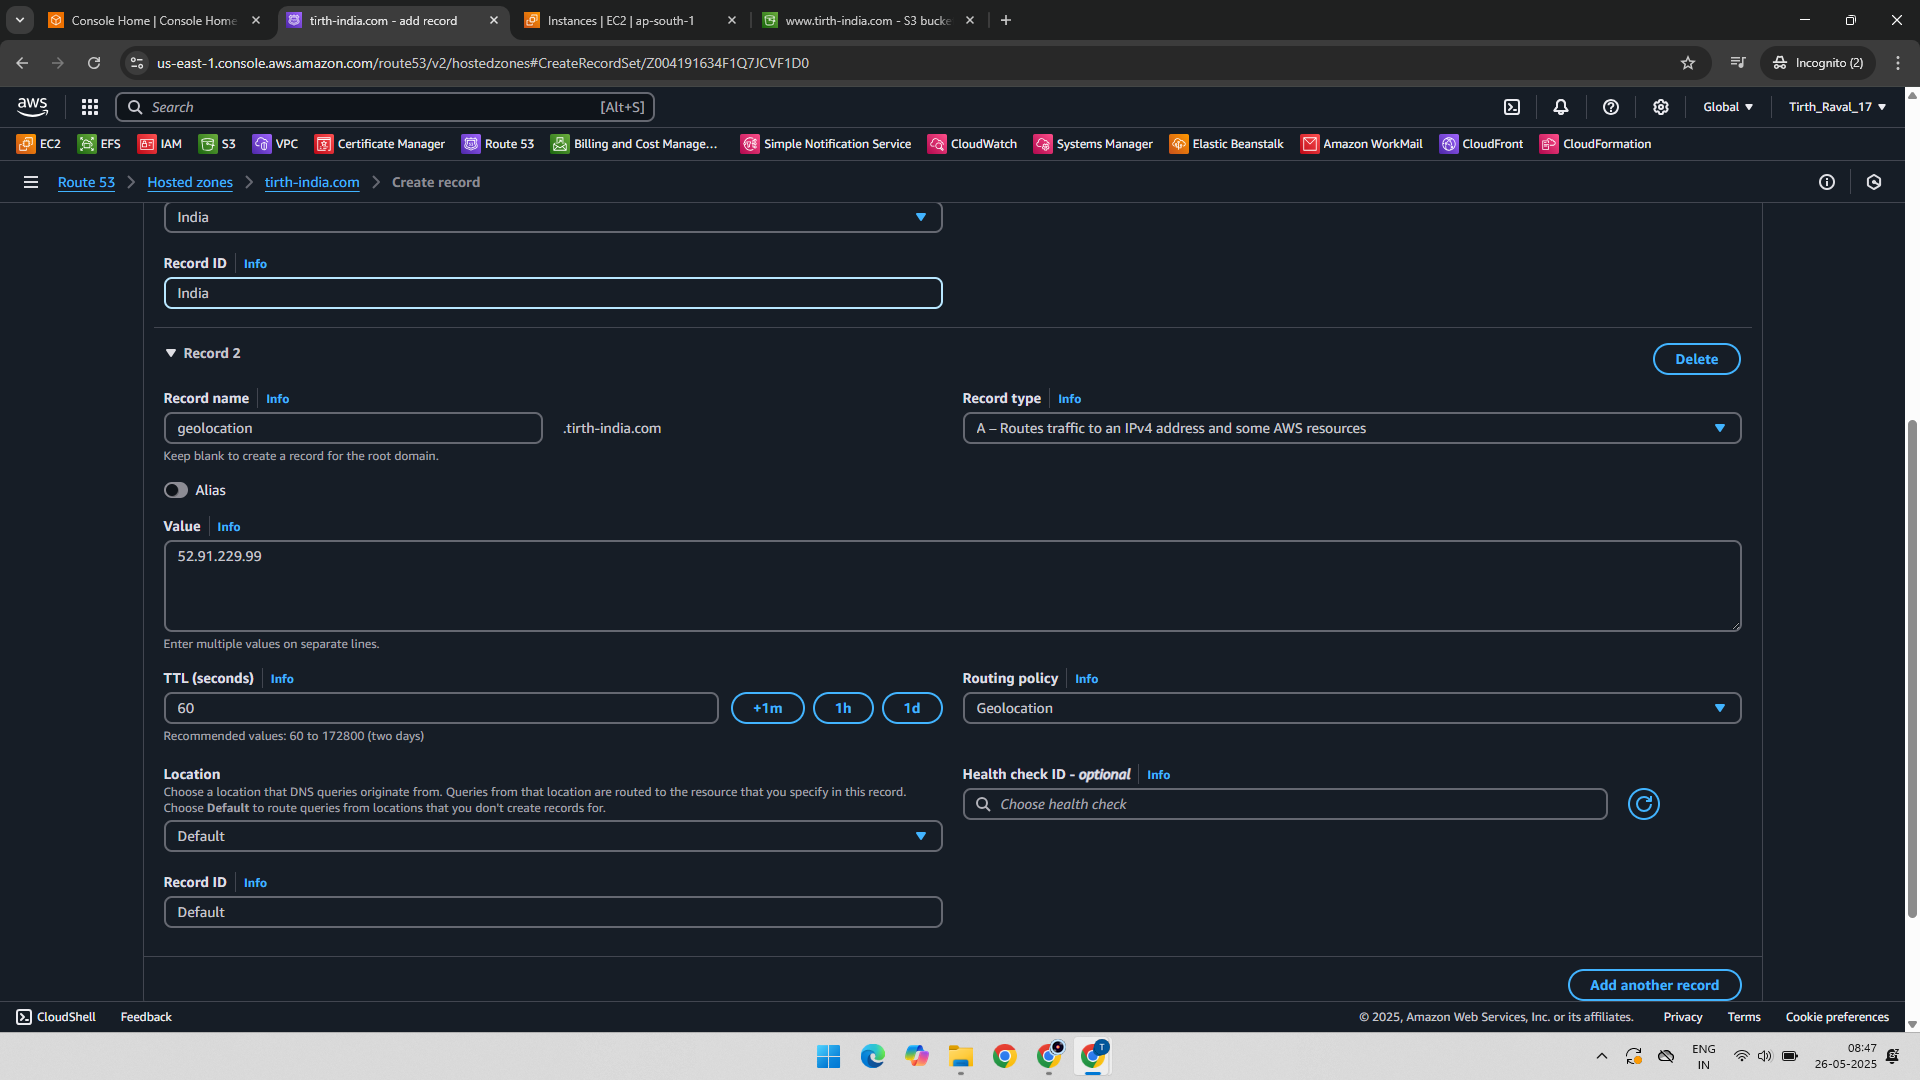 Console Home | Console Home
tirth-india.com - add record
Instances | EC2 | ap-south-1
www.tirth-india.com - S3 bucke
us-east-1.console.aws.amazon.com/route53/v2/hostedzones#CreateRecordSet/Z004191634F1Q7JCVF1D0
Incognito (2)
aws
Search
[Alt+S]
Global
Tirth_Raval_17
EC2
EFS
IAM
S3
VPC
Certificate Manager
Route 53
Billing and Cost Manage...
Simple Notification Service
CloudWatch
Systems Manager
Elastic Beanstalk
Amazon WorkMail
CloudFront
CloudFormation
Route 53
Hosted zones
tirth-india.com
Create record
India
Record ID
Info
India
Record 2
Delete
Record name
Info
Record type
Info
geolocation
.tirth-india.com
A – Routes traffic to an IPv4 address and some AWS resources
Keep blank to create a record for the root domain.
Alias
Value
Info
52.91.229.99
Enter multiple values on separate lines.
TTL (seconds)
Info
Routing policy
Info
60
+1m
1h
1d
Geolocation
Recommended values: 60 to 172800 (two days)
Location
Health check ID - optional
Info
Choose a location that DNS queries originate from. Queries from that location are routed to the resource that you specify in this record.
Choose Default to route queries from locations that you don't create records for.
Choose health check
Default
Record ID
Info
Default
Add another record
CloudShell
Feedback
© 2025, Amazon Web Services, Inc. or its affiliates.
Privacy
Terms
Cookie preferences
T
ENG
IN
08:47
26-05-2025